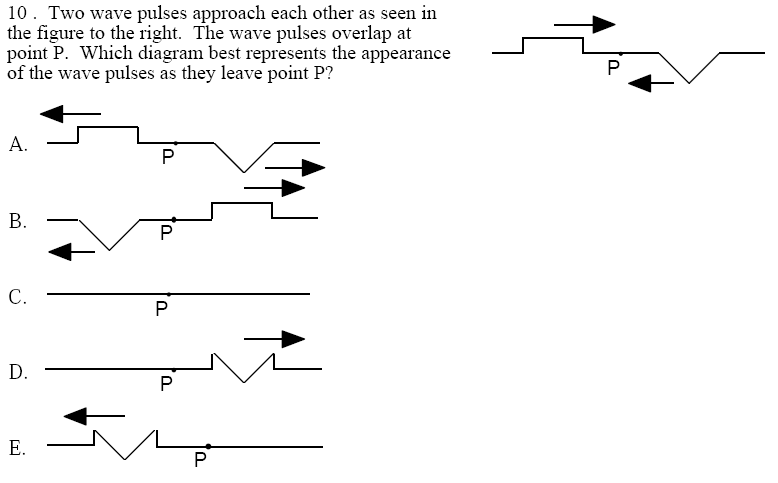 10 .  Two wave pulses approach each other as seen in
the figure to the right.  The wave pulses overlap at
point P.  Which diagram best represents the appearance
of the wave pulses as they leave point P?
P
A.
P
B.
P
C.
P
D.
P
E.
P